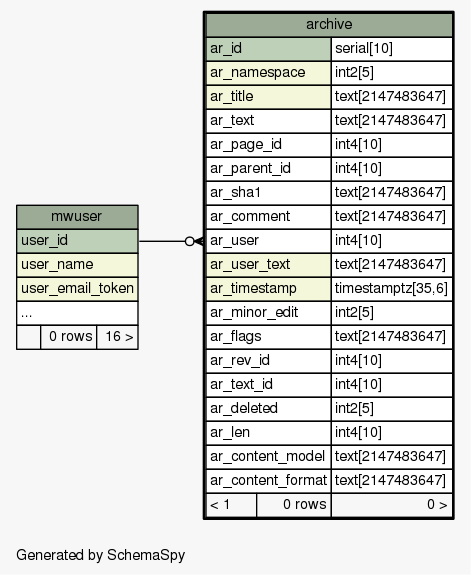 archive
ar_id serial[10]
ar_namespace int2[5]
ar_title text[2147483647]
ar_text text[2147483647]
ar_page_id int4[10]
ar_parent_id int4[10]
ar_sha1 text[2147483647]
ar_comment text[2147483647]
ar_user int4[10]
ar_user_text text[2147483647]
ar_timestamp timestamptz[35,6]
ar_minor_edit int2[5]
ar_flags text[2147483647]
ar_rev_id int4[10]
ar_text_id int4[10]
ar_deleted int2[5]
ar_len int4[10]
ar_content_model text[2147483647]
ar_content_format text[2147483647]
< 1 0 rows 0 >
mwuser
user_id
user_name
user_email_token
...
0 rows 16 >
Generated by SchemaSpy